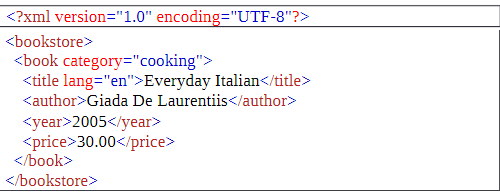 <?xml version="1.0" encoding="UTF-8"?>
<bookstore>
<book category="cooking">
<title lang="en">Everyday Italian</title>
<author>Giada De Laurentiis</author>
<year>2005</year>
<price>30.00</price>
</book>
</bookstore>